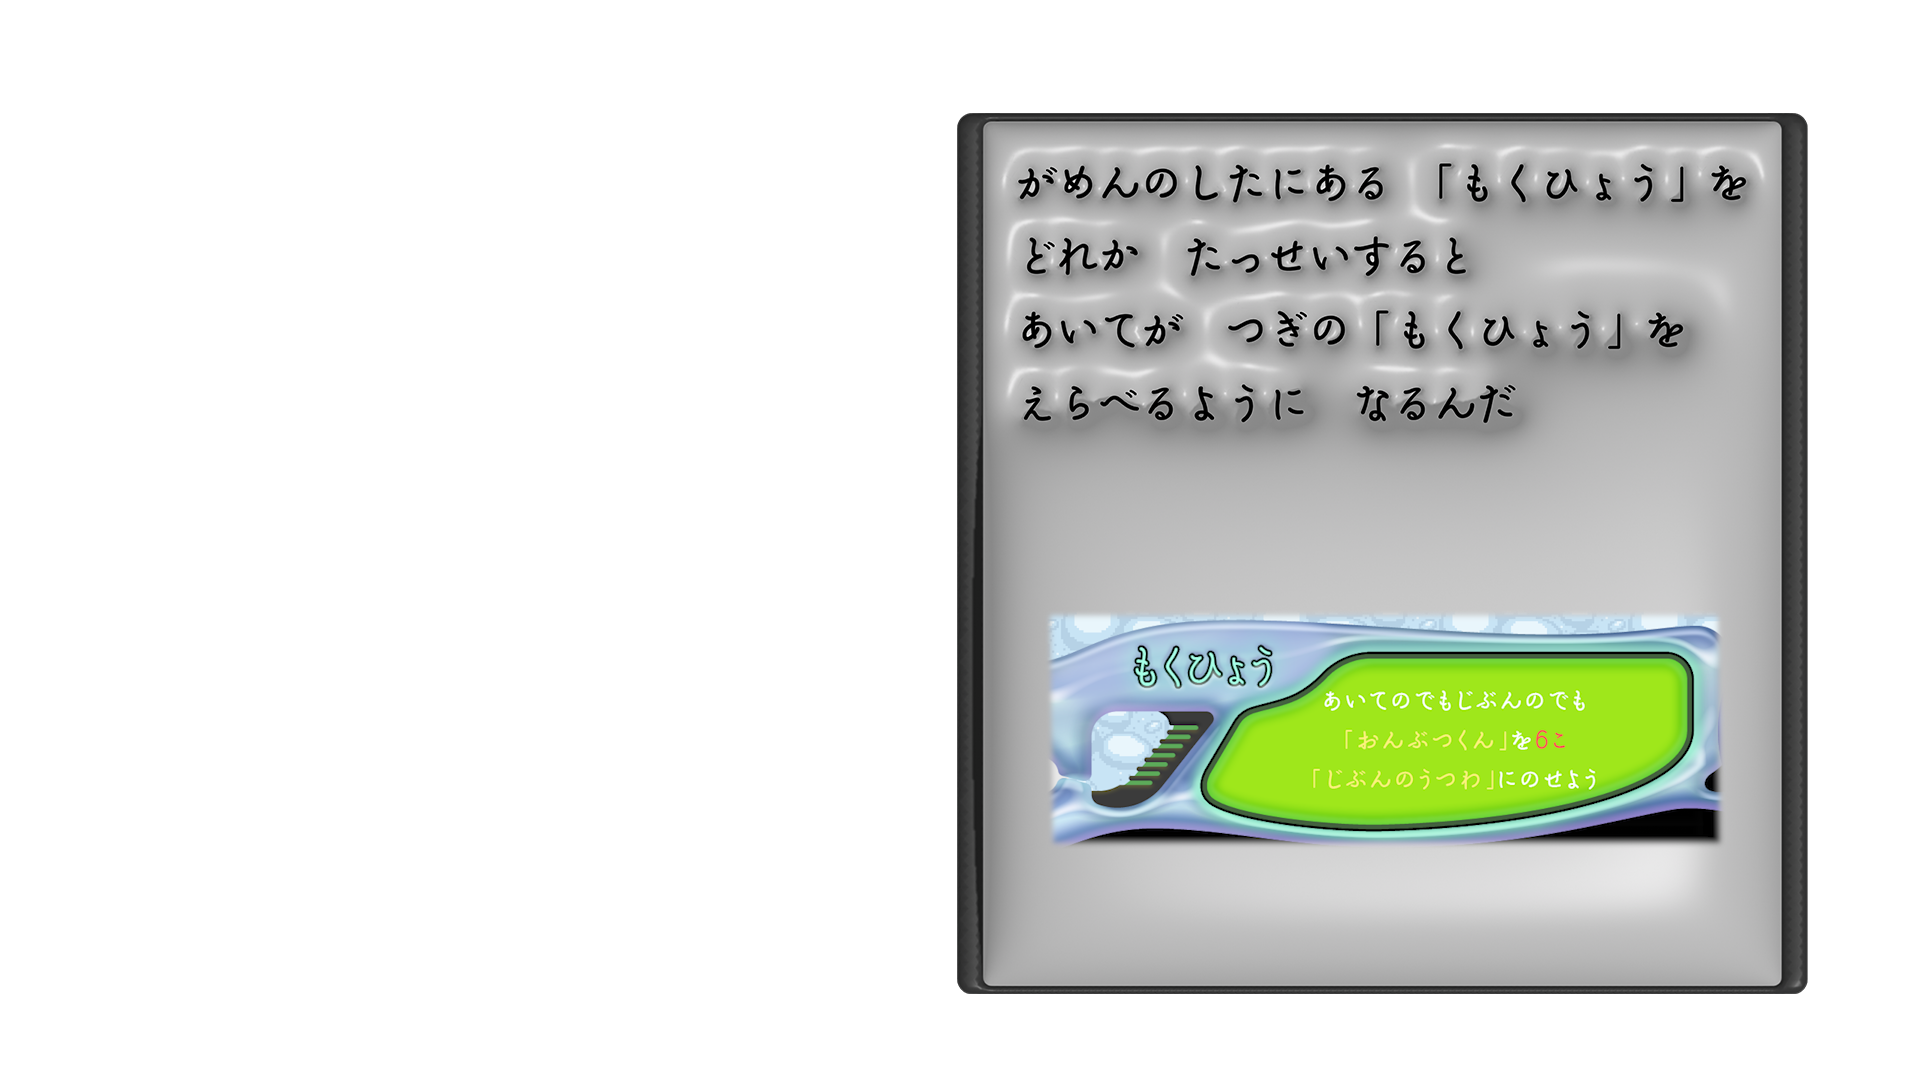 がめんのしたにある　「もくひょう」を
どれか　たっせいすると
あいてが　つぎの「もくひょう」を
えらべるように　なるんだ
もくひょう
あいてのでもじぶんのでも
「おんぶつくん」を6こ
「じぶんのうつわ」にのせよう